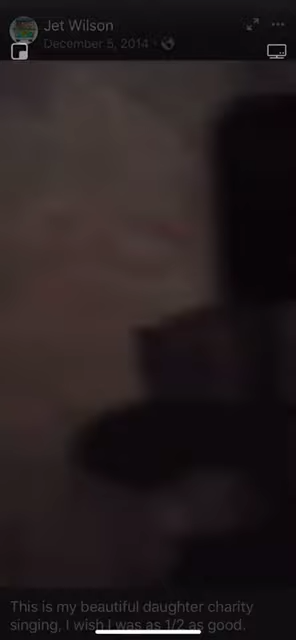 Jet Wilson
December 5, 2014
This is my beautiful daughter charity
singing, I wish I was as 1/2 as good.